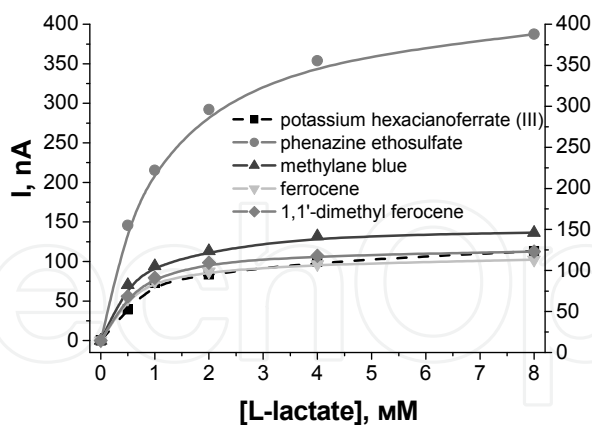 400
350
300
250
200
150
100
50
0
I, nA
400
350
300
250
200
150
100
50
0
potassium hexacianoferrate (III)
phenazine ethosulfate
methylane blue
ferrocene
1,1'-dimethyl ferocene
0 1 2 3 4 5 6 7 8
[L-lactate], мM
echOp